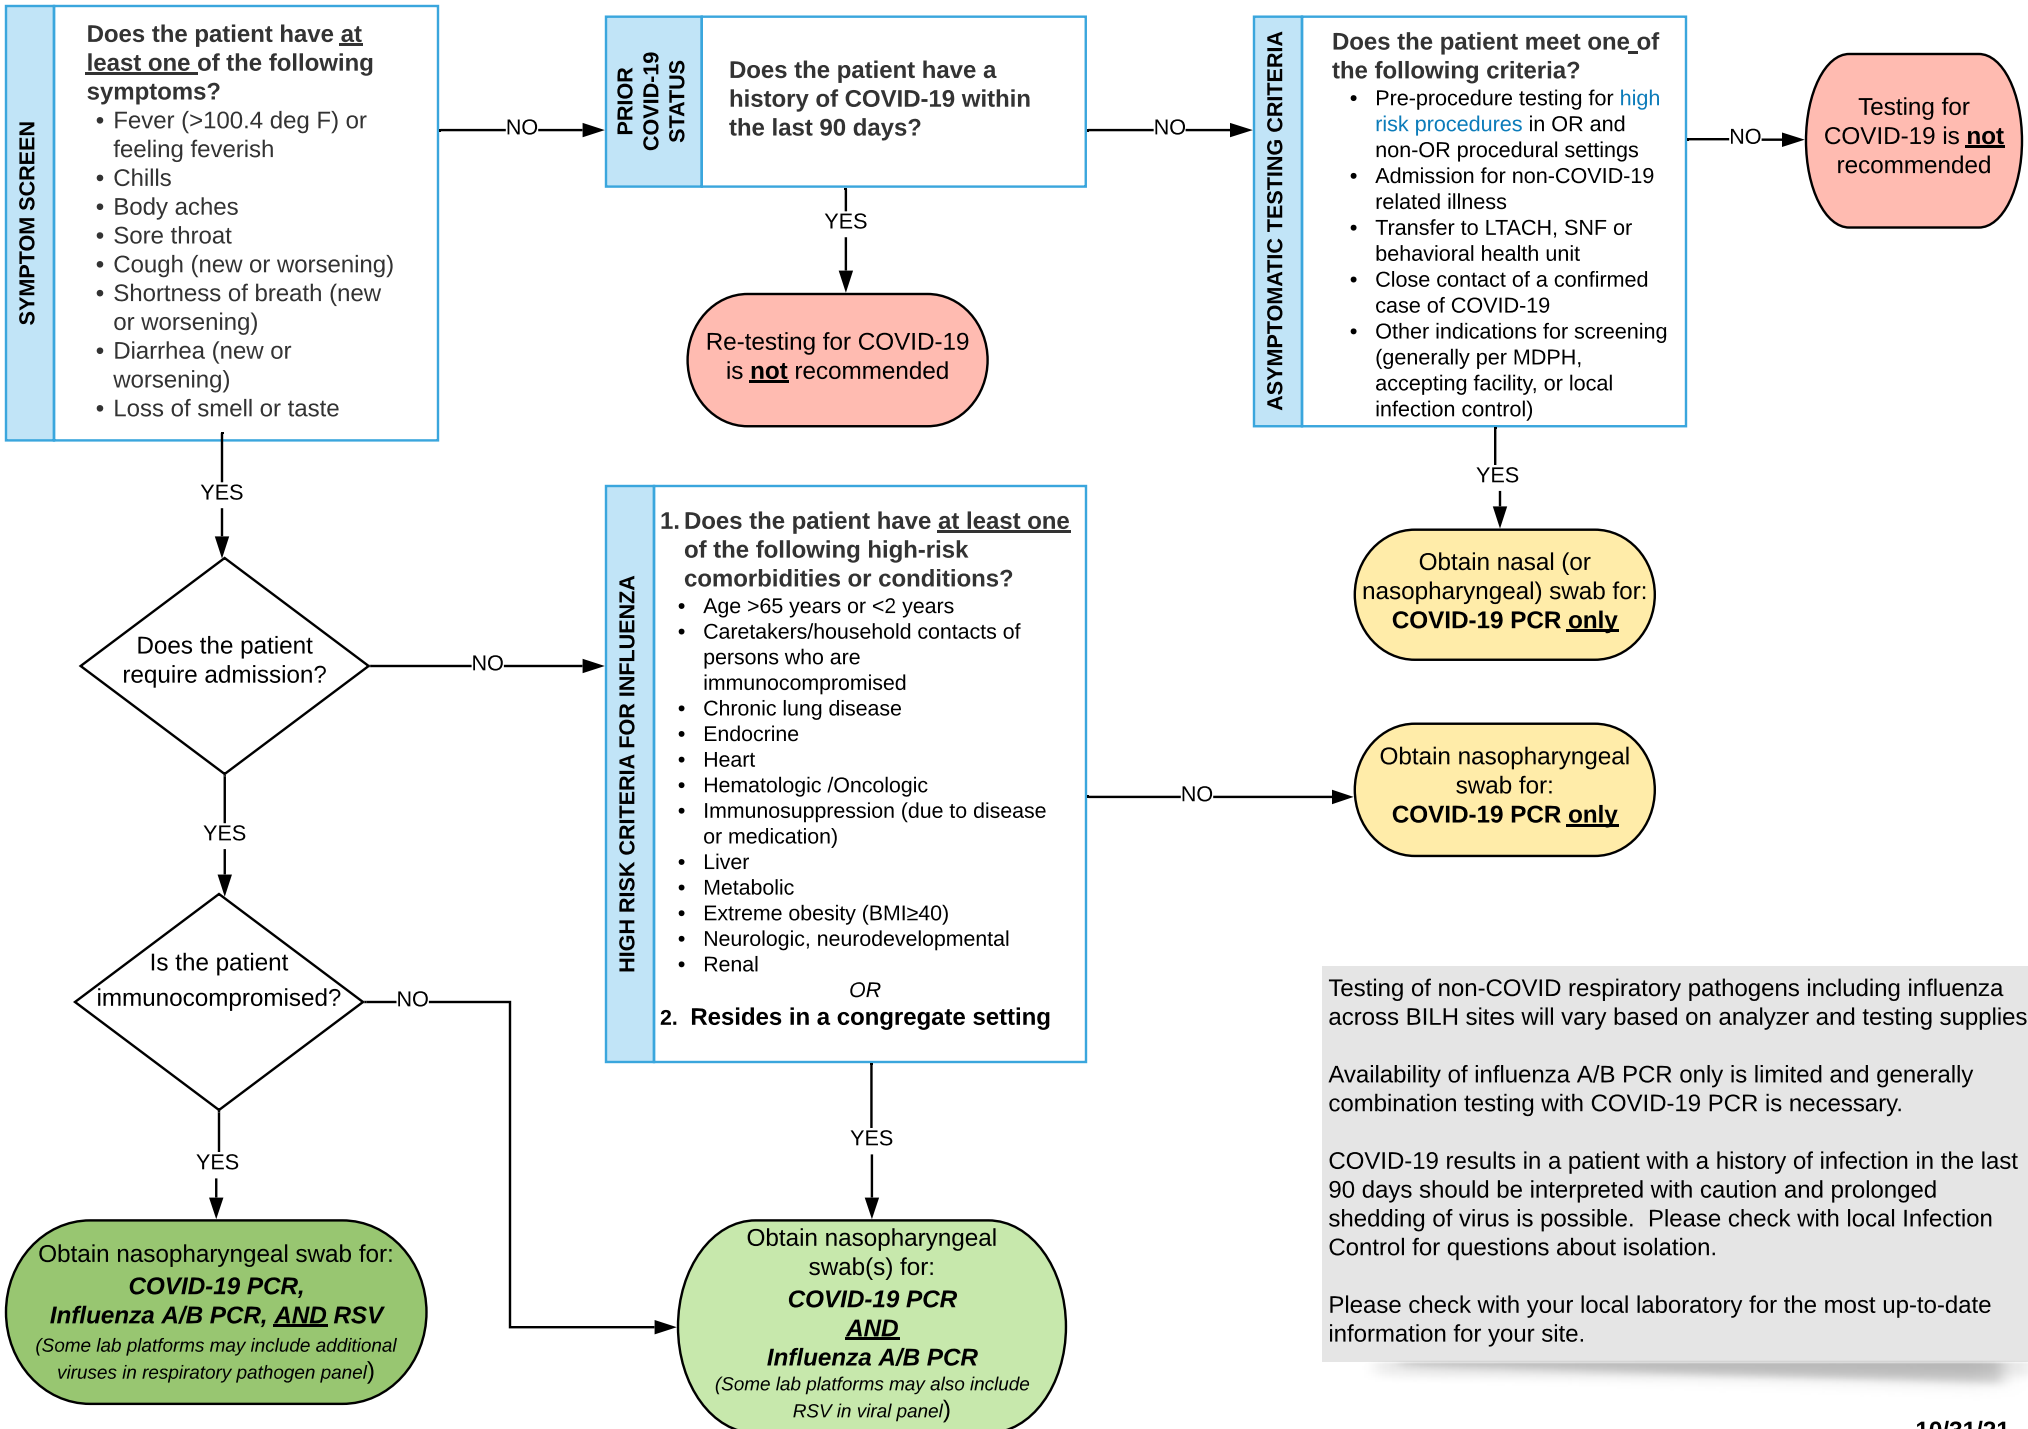 SYMPTOM SCREEN
Does the patient have at
least one of the following
symptoms?
• Fever (>100.4 deg F) or
feeling feverish
• Chills
• Body aches
• Sore throat
• Cough (new or worsening)
• Shortness of breath (new
or worsening)
• Diarrhea (new or
worsening)
• Loss of smell or taste
NO
PRIOR
COVID-19
STATUS
Does the patient have a
history of COVID-19 within
the last 90 days?
YES
Re-testing for COVID-19
is not recommended
NO
ASYMPTOMATIC TESTING CRITERIA
Does the patient meet one of
the following criteria?
• Pre-procedure testing for high
risk procedures in OR and
non-OR procedural settings
• Admission for non-COVID-19
related illness
• Transfer to LTACH, SNF or
behavioral health unit
• Close contact of a confirmed
case of COVID-19
• Other indications for screening
(generally per MDPH,
accepting facility, or local
infection control)
NO
Testing for
COVID-19 is not
recommended
YES
Obtain nasal (or
nasopharyngeal) swab for:
COVID-19 PCR only
YES
Does the patient
require admission?
NO
HIGH RISK CRITERIA FOR INFLUENZA
1. Does the patient have at least one
of the following high-risk
comorbidities or conditions?
• Age >65 years or <2 years
• Caretakers/household contacts of
persons who are
immunocompromised
• Chronic lung disease
• Endocrine
• Heart
• Hematologic /Oncologic
• Immunosuppression (due to disease
or medication)
• Liver
• Metabolic
• Extreme obesity (BMI≥40)
• Neurologic, neurodevelopmental
• Renal
OR
2. Resides in a congregate setting
NO
Obtain nasopharyngeal
swab for:
COVID-19 PCR only
YES
Is the patient
immunocompromised?
NO
YES
Obtain nasopharyngeal swab for:
COVID-19 PCR,
Influenza A/B PCR, AND RSV
(Some lab platforms may include additional
viruses in respiratory pathogen panel)
YES
Obtain nasopharyngeal
swab(s) for:
COVID-19 PCR
AND
Influenza A/B PCR
(Some lab platforms may also include
RSV in viral panel)
Testing of non-COVID respiratory pathogens including influenza
across BILH sites will vary based on analyzer and testing supplies
Availability of influenza A/B PCR only is limited and generally
combination testing with COVID-19 PCR is necessary.
COVID-19 results in a patient with a history of infection in the last
90 days should be interpreted with caution and prolonged
shedding of virus is possible.  Please check with local Infection
Control for questions about isolation.
Please check with your local laboratory for the most up-to-date
information for your site.
10/31/21